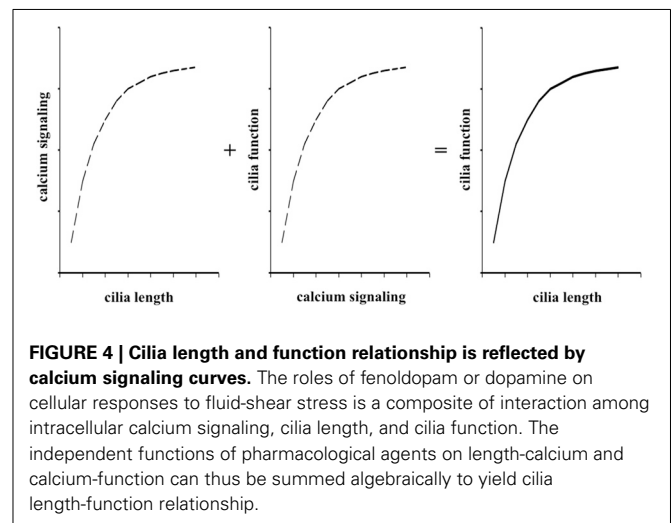 calcium signaling
cilia length
+
cilia function
calcium signaling
=
cilia function
cilia length
FIGURE 4 | Cilia length and function relationship is reflected by
calcium signaling curves. The roles of fenoldopam or dopamine on
cellular responses to fluid-shear stress is a composite of interaction among
intracellular calcium signaling, cilia length, and cilia function. The
independent functions of pharmacological agents on length-calcium and
calcium-function can thus be summed algebraically to yield cilia
length-function relationship.